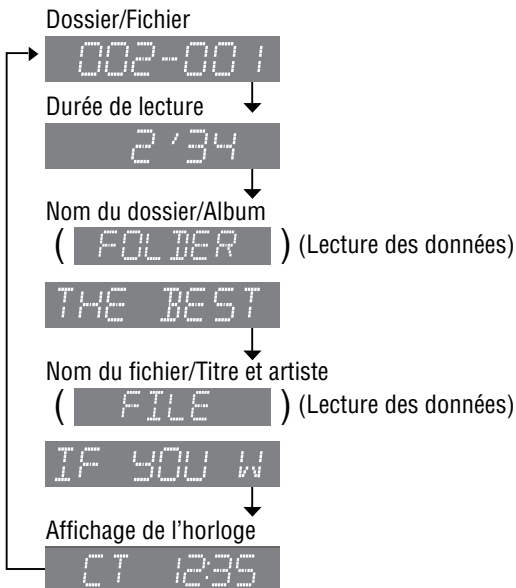 Dossier/Fichier
002-001
Durée de lecture
2'34
Nom du dossier/Album
( FOLDER ) (Lecture des données)
THE BEST
Nom du fichier/Titre et artiste
( FILE ) (Lecture des données)
IF YOU W
Affichage de l'horloge
CT 12:35